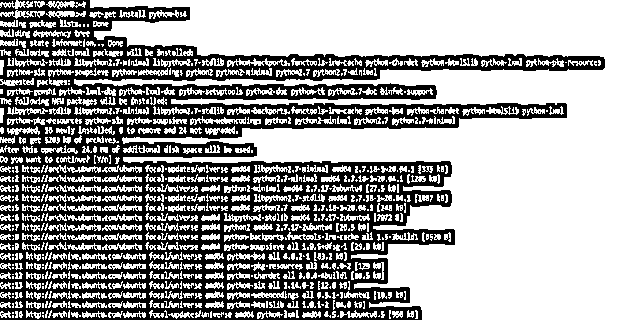 root@DESKTOP-
root@DESKTOP- apt-get install python-bs4
Reading package lists... Done
Building dependency tree
Reading state information... Done
The following additional packages will be installed:
libpython2-stdlib libpython2.7-minimal libpython2.7-stdlib python-backports.functools-lru-cache python-chardet python-html5lib python-lxml python-pkg-resources
python-six python-soupsieve python-webencodings python2 python2-minimal python2.7 python2.7-minimal
Suggested packages:
python-genshi python-lxml-dbg python-lxml-doc python-setuptools python2-doc python-tk python2.7-doc binfmt-support
The following NEW packages will be installed:
libpython2-stdlib libpython2.7-minimal libpython2.7-stdlib python-backports.functools-lru-cache python-bs4 python-chardet python-html5lib python-lxml
python-pkg-resources python-six python-soupsieve python-webencodings python2 python2-minimal python2.7 python2.7-minimal
0 upgraded, 16 newly installed, 0 to remove and 24 not upgraded.
Need to get 5203 kB of archives.
After this operation, 24.0 MB of additional disk space will be used.
Do you want to continue? [Y/n] y
Get:1 http://archive.ubuntu.com/ubuntu focal-updates/universe amd64 libpython2.7-minimal amd64 2.7.18-1~20.04.1 [335 kB]
Get:2 http://archive.ubuntu.com/ubuntu focal-updates/universe amd64 python2.7-minimal amd64 2.7.18-1~20.04.1 [1285 kB]
Get:3 http://archive.ubuntu.com/ubuntu focal/universe amd64 python2-minimal amd64 2.7.17-2ubuntu4 [27.5 kB]
Get:4 http://archive.ubuntu.com/ubuntu focal-updates/universe amd64 libpython2.7-stdlib amd64 2.7.18-1~20.04.1 [1887 kB]
Get:5 http://archive.ubuntu.com/ubuntu focal-updates/universe amd64 python2.7 amd64 2.7.18-1~20.04.1 [248 kB]
Get:6 http://archive.ubuntu.com/ubuntu focal/universe amd64 libpython2-stdlib amd64 2.7.17-2ubuntu4 [7072 B]
Get:7 http://archive.ubuntu.com/ubuntu focal/universe amd64 python2 amd64 2.7.17-2ubuntu4 [26.5 kB]
Get:8 http://archive.ubuntu.com/ubuntu focal/universe amd64 python-backports.functools-lru-cache all 1.5-3build1 [6520 B]
Get:9 http://archive.ubuntu.com/ubuntu focal/universe amd64 python-soupsieve all 1.9.5+dfsg-1 [29.0 kB]
Get:10 http://archive.ubuntu.com/ubuntu focal/universe amd64 python-bs4 all 4.8.2-1 [83.2 kB]
Get:11 http://archive.ubuntu.com/ubuntu focal/universe amd64 python-pkg-resources all 44.0.0-2 [129 kB]
Get:12 http://archive.ubuntu.com/ubuntu focal/universe amd64 python-chardet all 3.0.4-4build1 [80.5 kB]
Get:13 http://archive.ubuntu.com/ubuntu focal/universe amd64 python-six all 1.14.0-2 [12.0 kB]
Get:14 http://archive.ubuntu.com/ubuntu focal/universe amd64 python-webencodings all 0.5.1-1ubuntu1 [10.9 kB]
Get:15 http://archive.ubuntu.com/ubuntu focal/universe amd64 python-html5lib all 1.0.1-2 [84.0 kB]
Get:16 http://archive.ubuntu.com/ubuntu focal-updates/universe amd64 python-lxml amd64